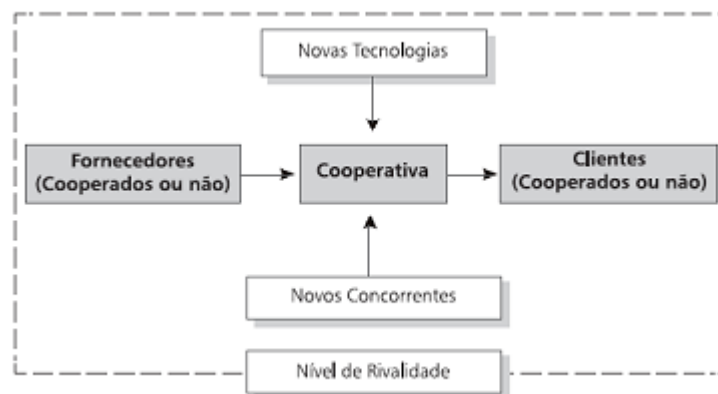 Novas Tecnologias
Fornecedores
(Cooperados ou não)
Cooperativa
Clientes
(Cooperados ou não)
Novos Concorrentes
Nível de Rivalidade